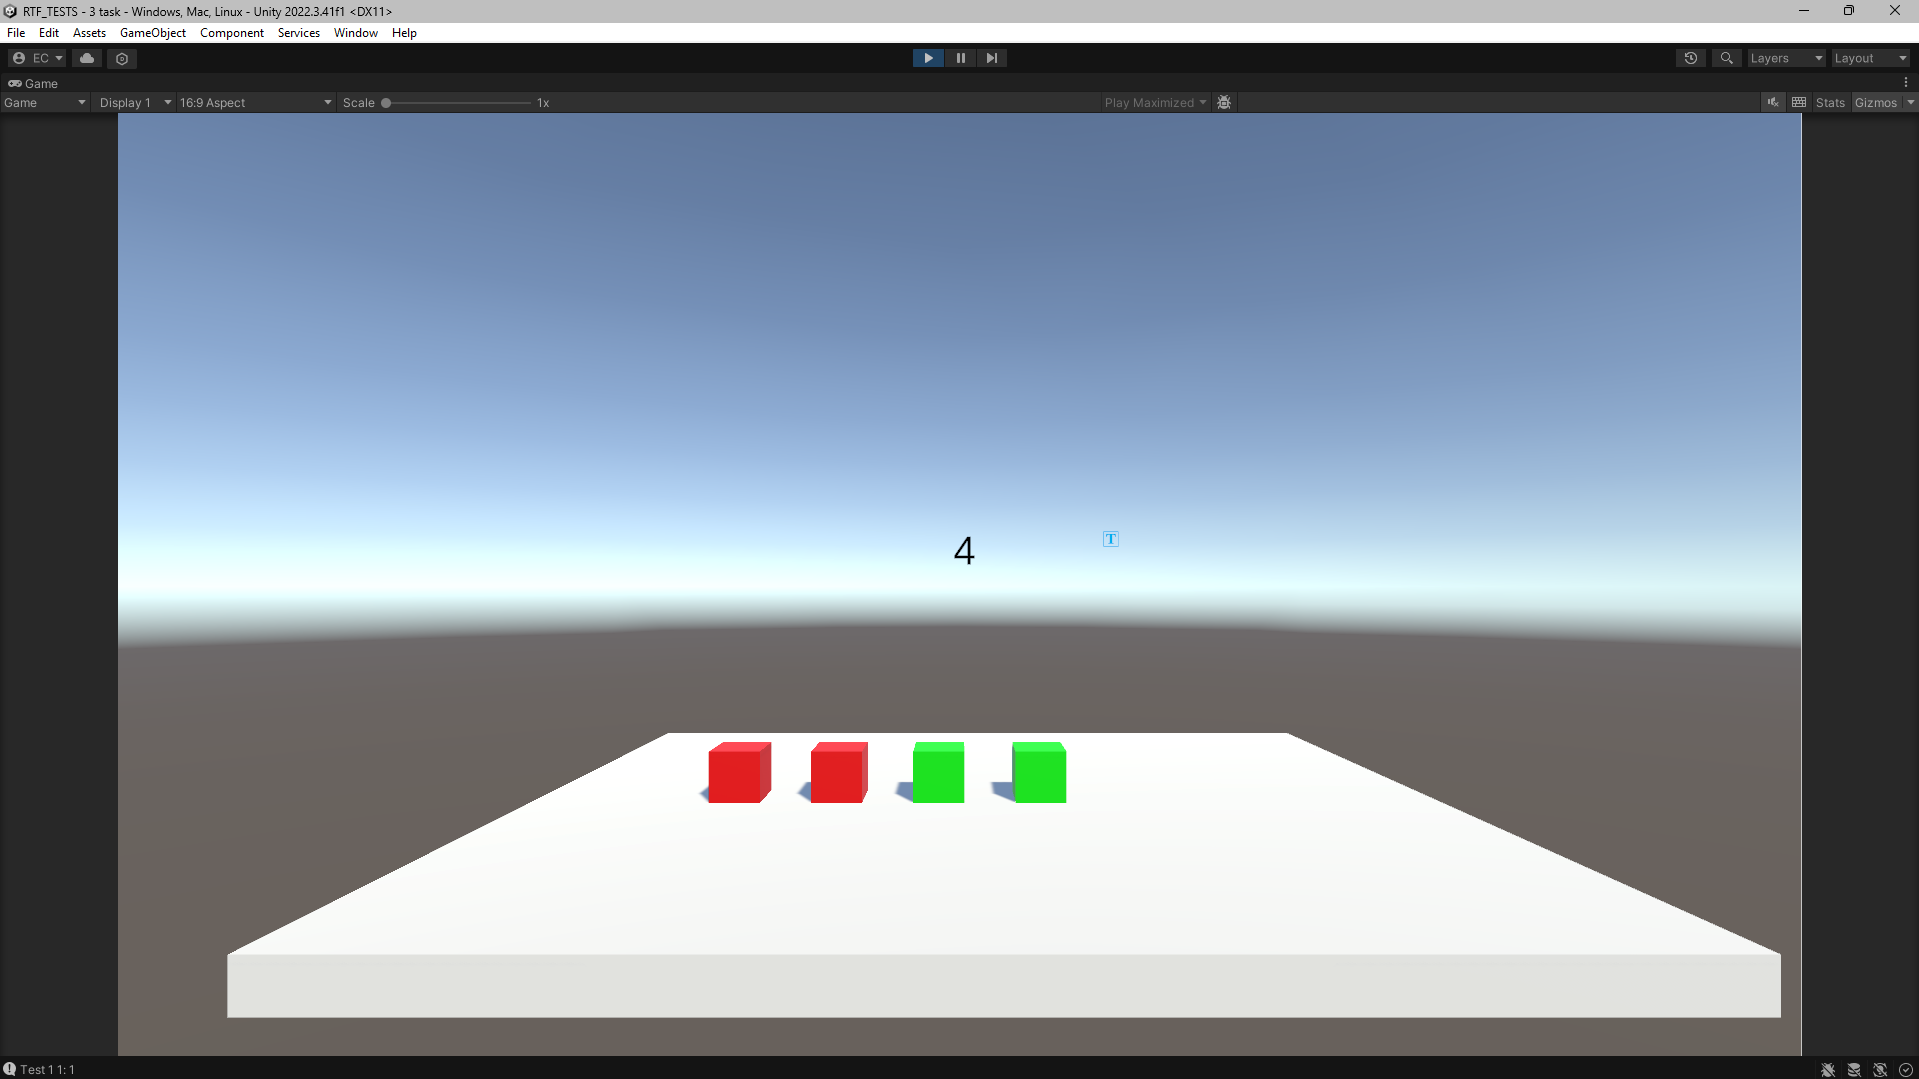 RTF_TESTS - 3 task - Windows, Mac, Linux - Unity 2022.3.41f1 <DX11>
File Edit Assets GameObject Component Services Window Help
EC Layers Layout
Game
Game Display 1 16:9 Aspect Scale 1x Play Maximized Stats Gizmos
T
4
Test 1 1: 1